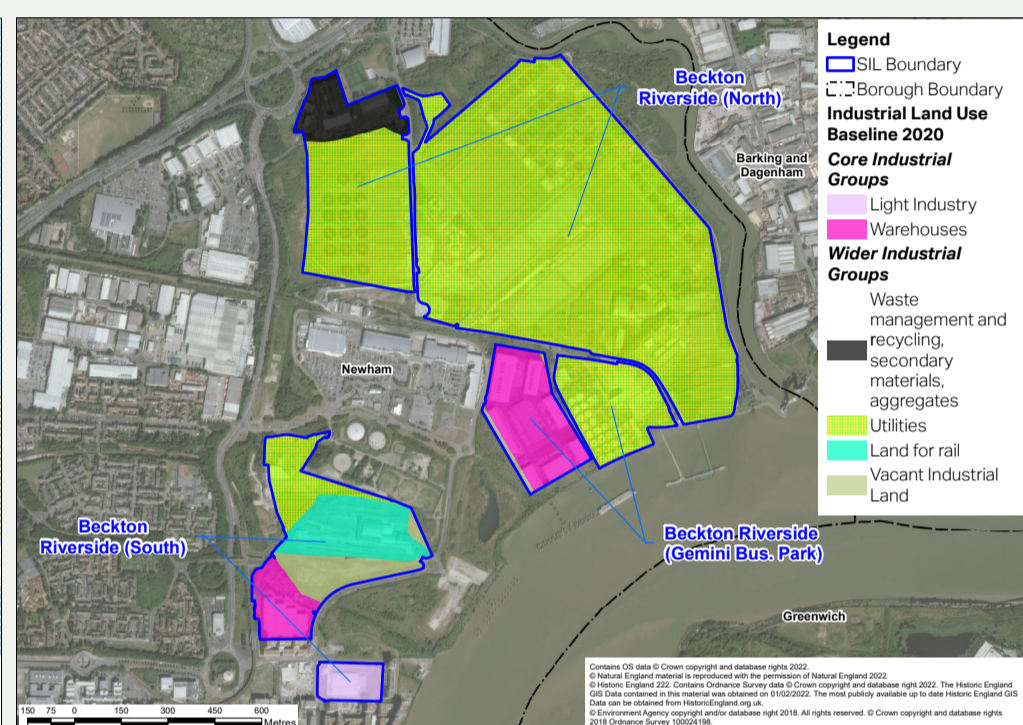 Legend
SIL Boundary
Borough Boundary
Industrial Land Use
Baseline 2020
Core Industrial
Groups
Light Industry
Warehouses
Wider Industrial
Groups
Waste
management and
recycling,
secondary
materials,
aggregates
Utilities
Land for rail
Vacant Industrial
Land
Beckton
Riverside (North)
Barking and
Dagenham
Newham
Beckton
Riverside (South)
Beckton Riverside
(Gemini Bus. Park)
Greenwich
150 75 0 150 300 450 600
Metres
Contains OS data © Crown copyright and database rights 2022.
© Natural England material is reproduced with the permission of Natural England 2022
© Historic England 222. Contains Ordnance Survey data © Crown copyright and database right 2022. The Historic England
GIS Data contained in this material was obtained on 01/02/2022. The most publicly available up to date Historic England GIS
Data can be obtained from HistoricEngland.org.uk.
© Environment Agency copyright and/or database right 2018. All rights reserved. © Crown copyright and database rights
2018 Ordnance Survey 100024198.